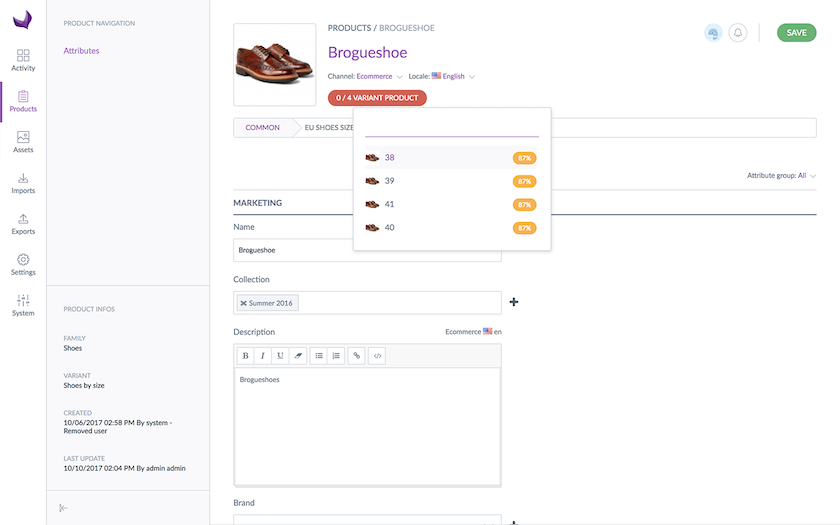 PRODUCT NAVIGATION
Attributes
Activity
Products
Assets
Imports
Exports
Settings
System
PRODUCT INFOS
FAMILY
Shoes
VARIANT
Shoes by size
CREATED
10/06/2017 02:58 PM By system -
Removed user
LAST UPDATE
10/10/2017 02:04 PM By admin admin
PRODUCTS / BROGUESHOE
Brogueshoe
Channel: Ecommerce Locale: English
0 / 4 VARIANT PRODUCT
SAVE
COMMON
EU SHOES SIZE
38 87%
39 87%
41 87%
40 87%
Attribute group: All
MARKETING
Name
Brogueshoe
Collection
Summer 2016
Description Ecommerce en
B I U
Brogueshoes
Brand